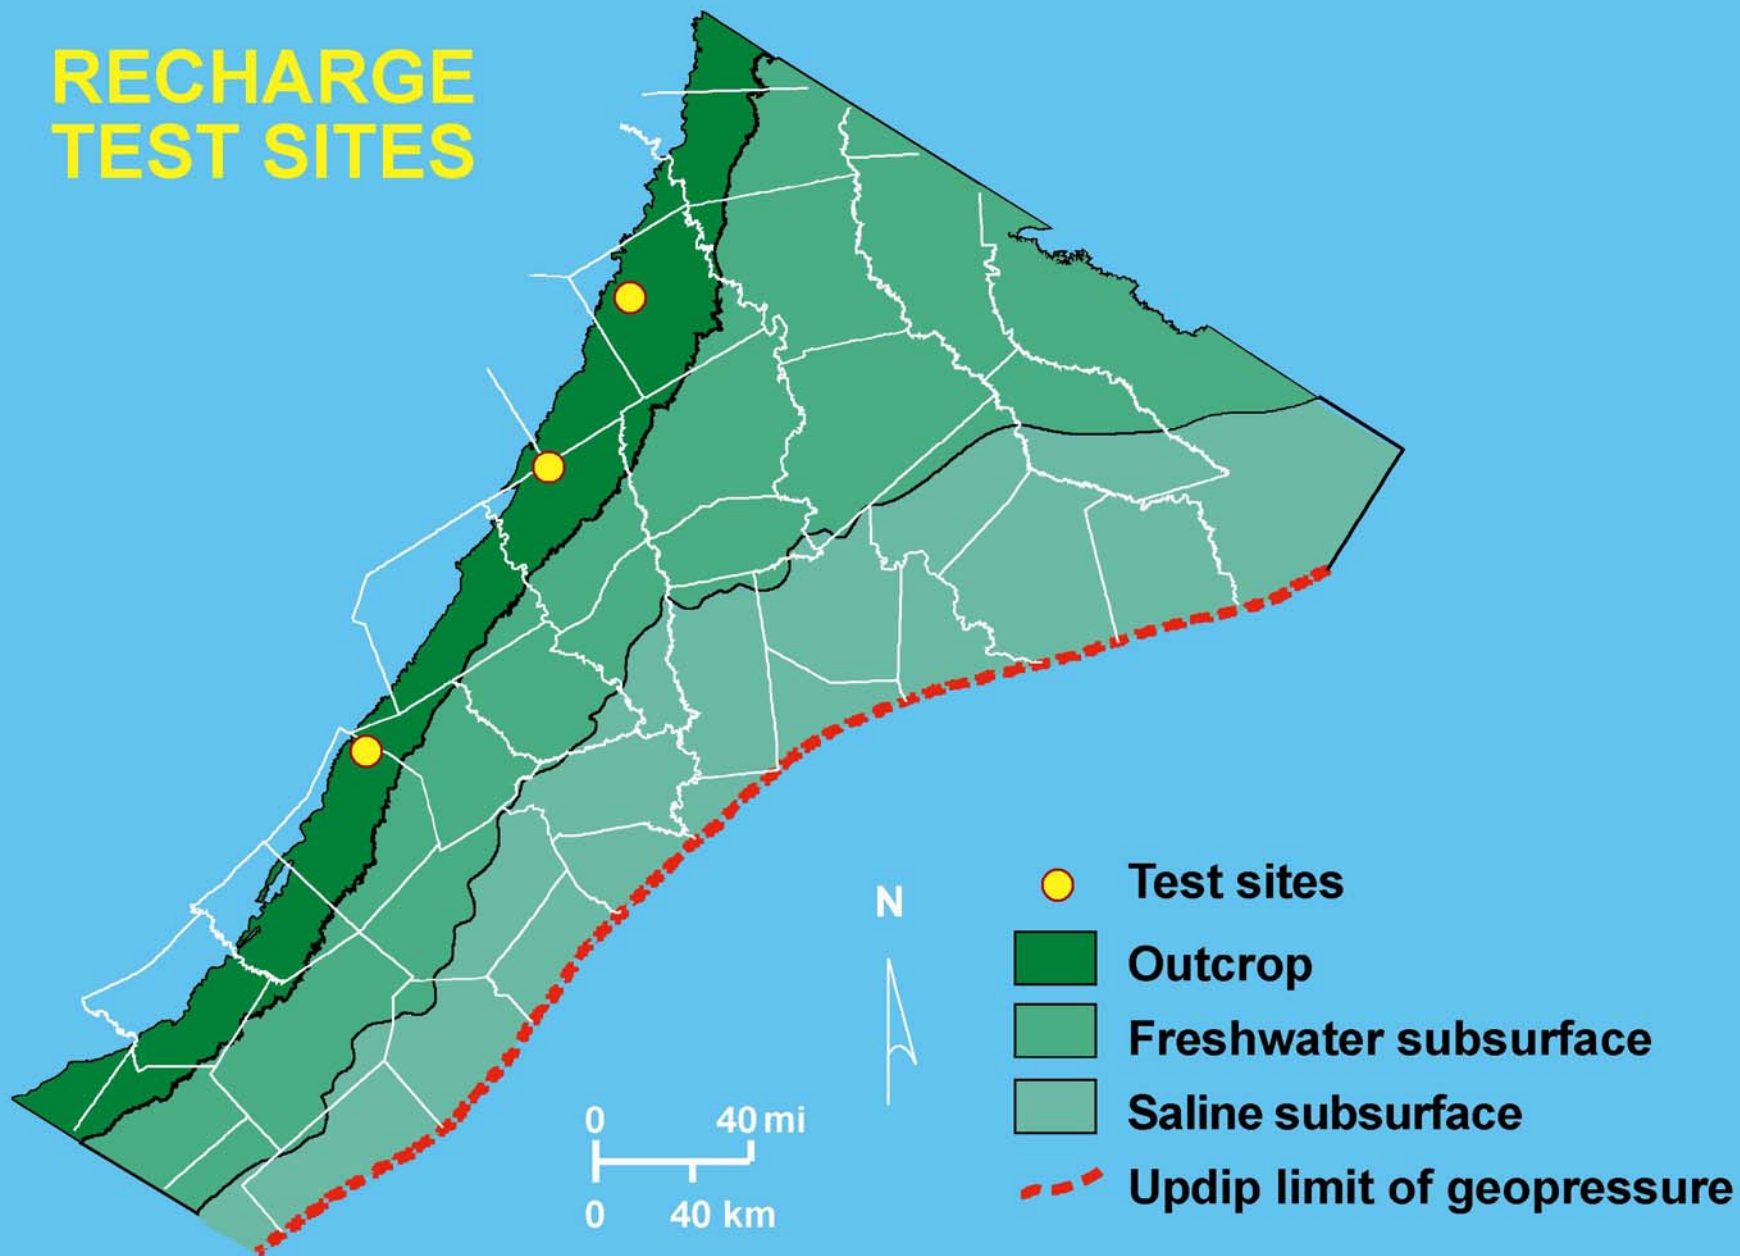 RECHARGE
TEST SITES
N
Test sites
Outcrop
Freshwater subsurface
Saline subsurface
Updip limit of geopressure
0 40 mi
0 40 km